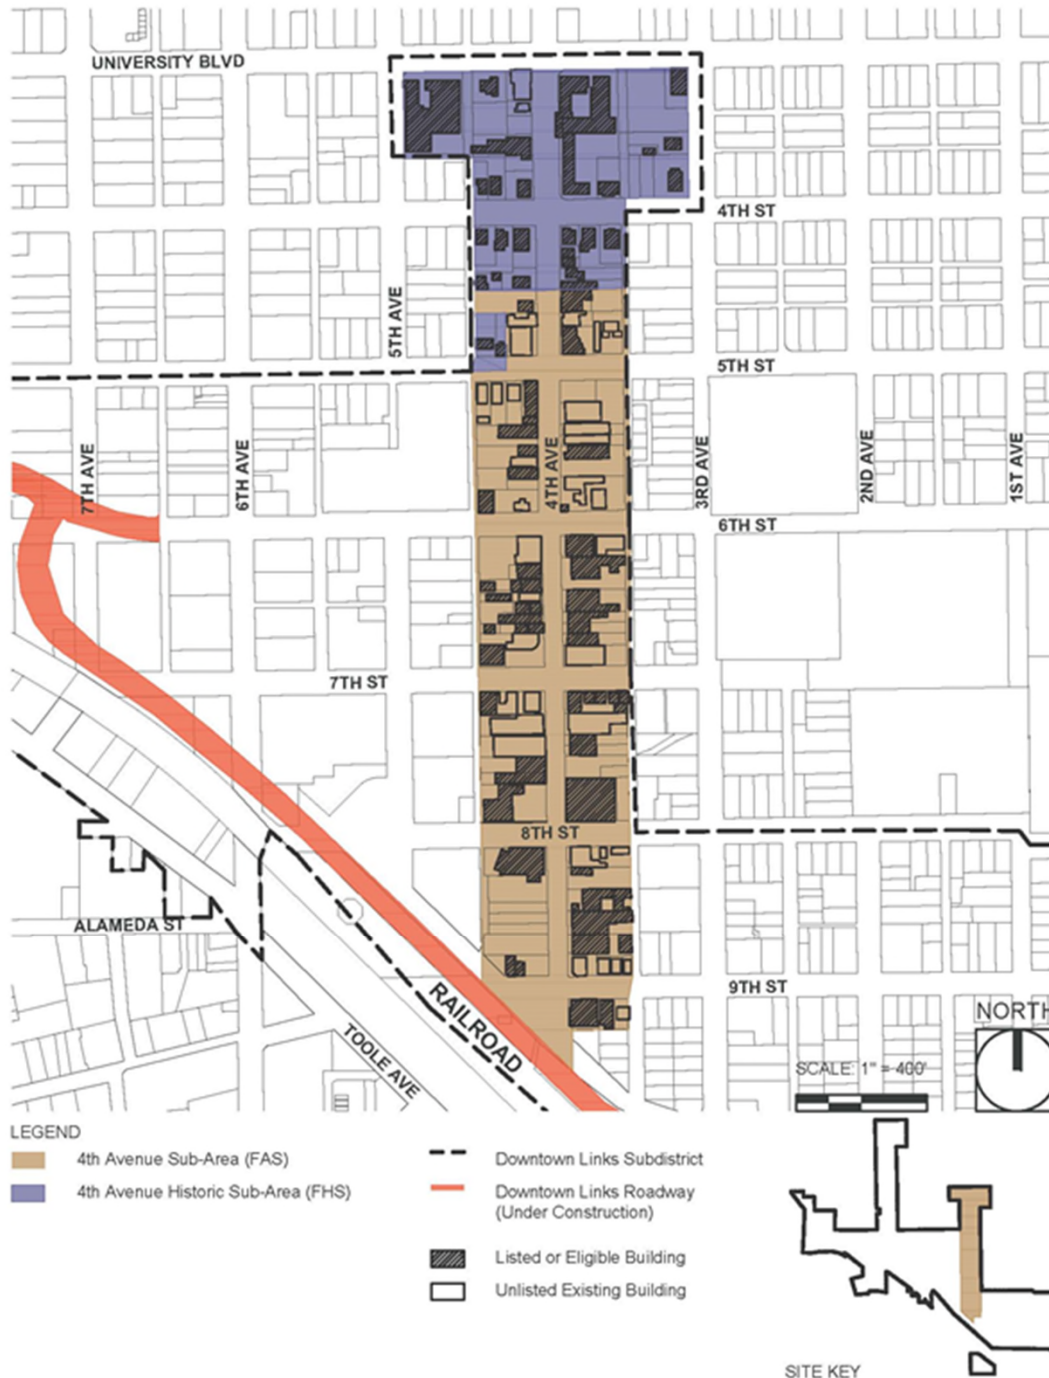 UNIVERSITY BLVD
4TH ST
5TH AVE
5TH ST
7TH AVE
6TH AVE
4TH AVE
3RD AVE
2ND AVE
1ST AVE
6TH ST
7TH ST
8TH ST
ALAMEDA ST
9TH ST
RAILROAD
TOOLE AVE
NORTH
SCALE: 1" = 400'
LEGEND
4th Avenue Sub-Area (FAS)
4th Avenue Historic Sub-Area (FHS)
Downtown Links Subdistrict
Downtown Links Roadway
(Under Construction)
Listed or Eligible Building
Unlisted Existing Building
SITE KEY